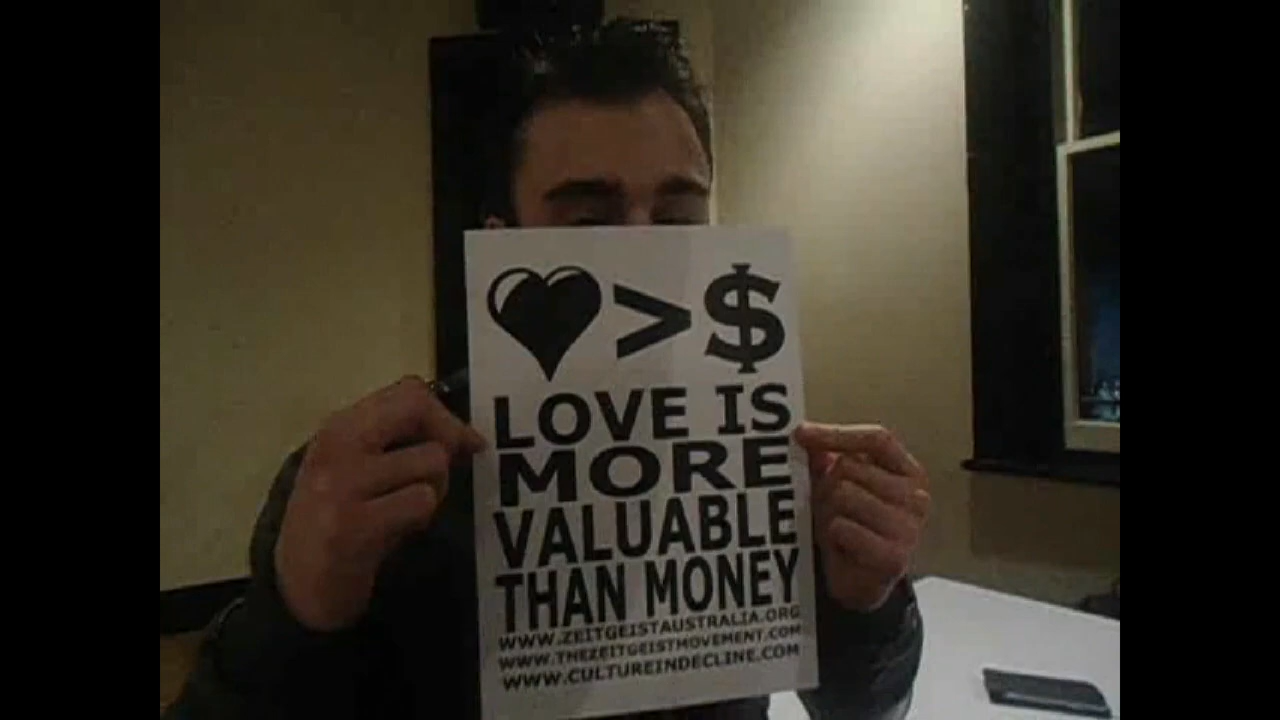 ♥>$
LOVE IS
MORE
VALUABLE
THAN MONEY
WWW.ZEITGEISTAUSTRALIA.ORG
WWW.THEZEITGEISTMOVEMENT.COM
WWW.CULTUREINDECLINE.COM